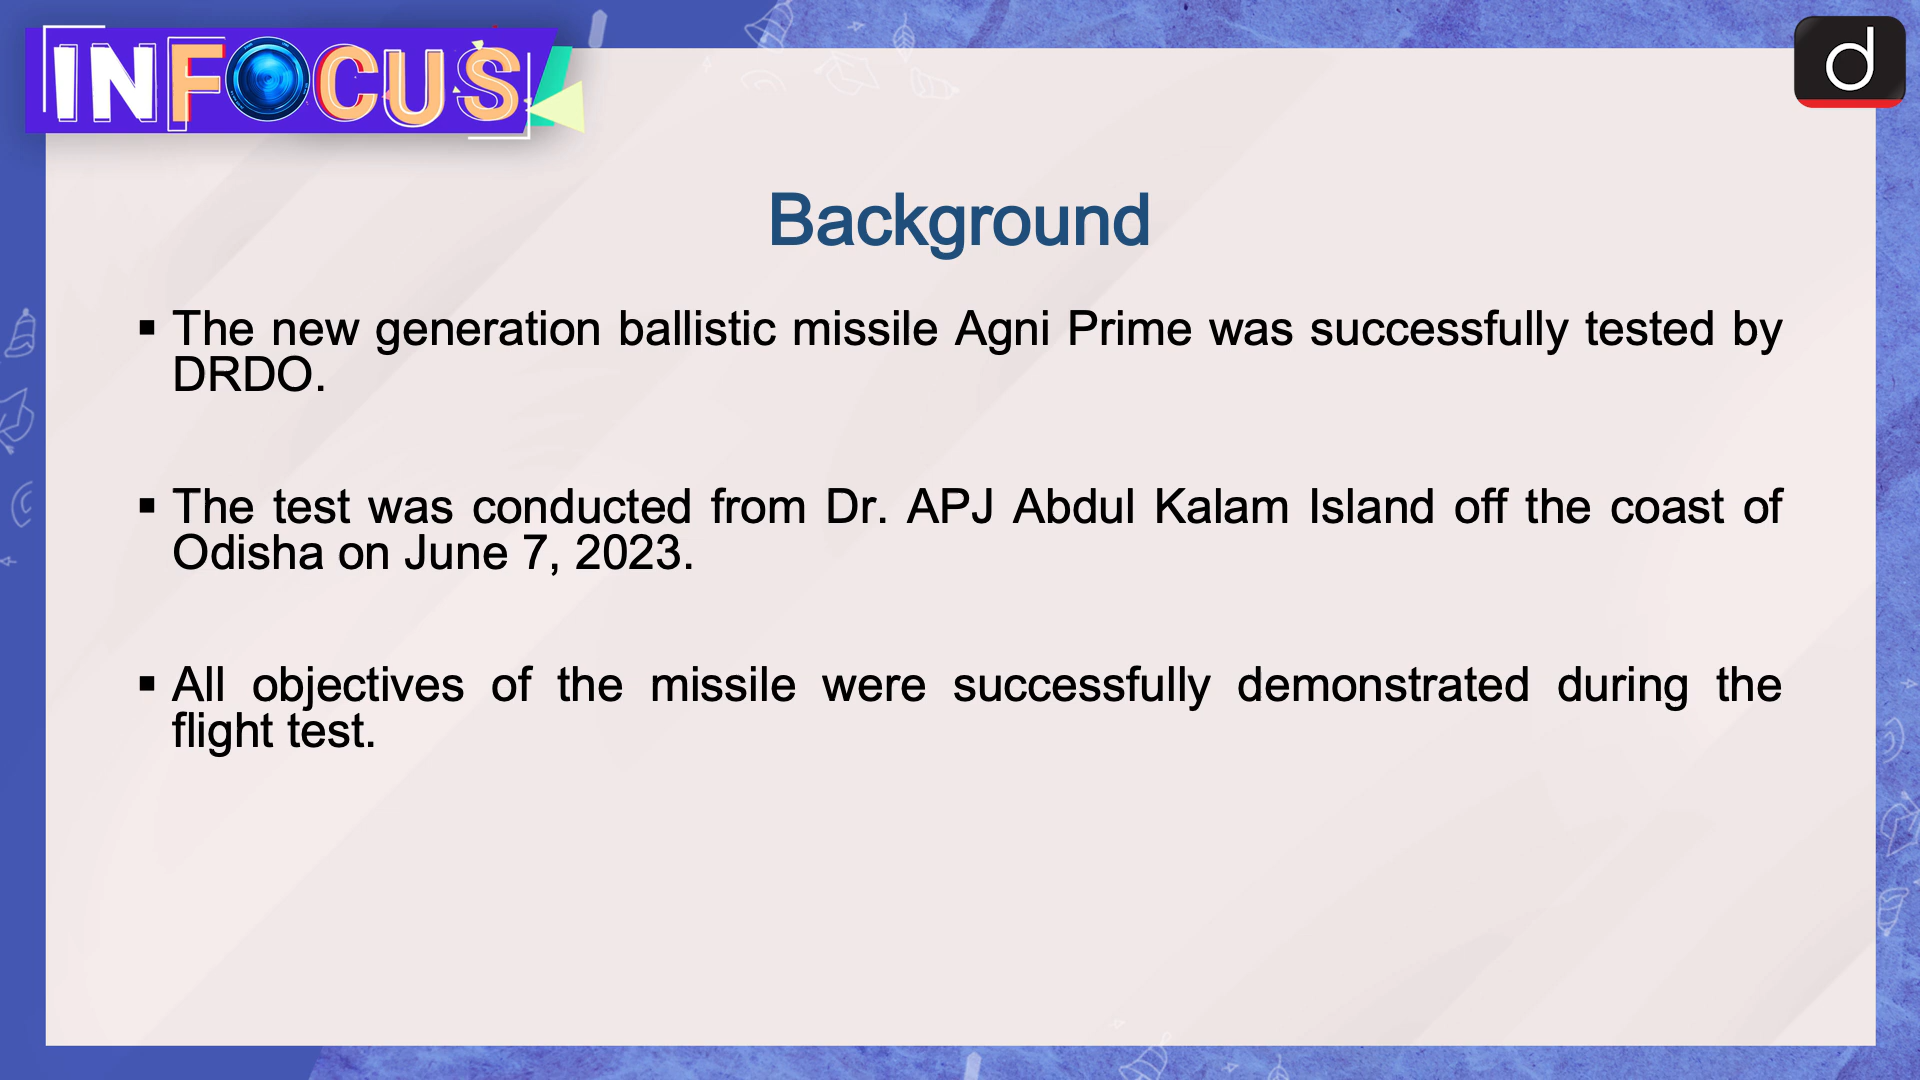 INFOCUS
d
Background
▪ The new generation ballistic missile Agni Prime was successfully tested by
DRDO.
▪ The test was conducted from Dr. APJ Abdul Kalam Island off the coast of
Odisha on June 7, 2023.
▪ All objectives of the missile were successfully demonstrated during the
flight test.